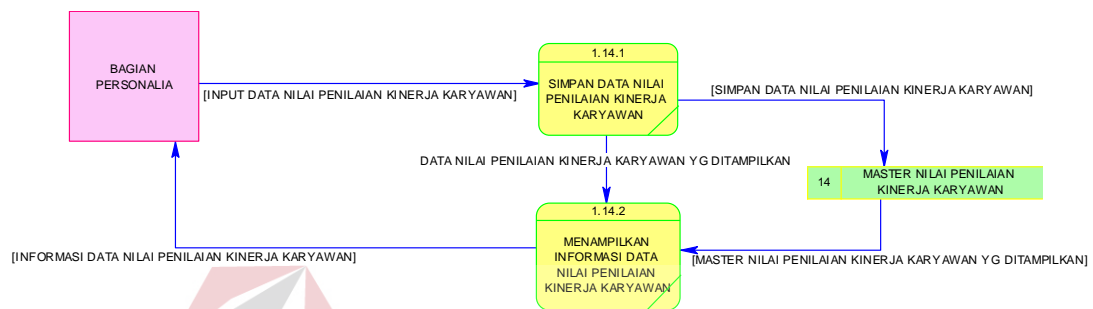 BAGIAN
PERSONALIA
[INPUT DATA NILAI PENILAIAN KINERJA KARYAWAN]
1.14.1
SIMPAN DATA NILAI
PENILAIAN KINERJA
KARYAWAN
[SIMPAN DATA NILAI PENILAIAN KINERJA KARYAWAN]
DATA NILAI PENILAIAN KINERJA KARYAWAN YG DITAMPILKAN
14
MASTER NILAI PENILAIAN
KINERJA KARYAWAN
1.14.2
MENAMPILKAN
INFORMASI DATA
NILAI PENILAIAN
KINERJA KARYAWAN
[INFORMASI DATA NILAI PENILAIAN KINERJA KARYAWAN]
[MASTER NILAI PENILAIAN KINERJA KARYAWAN YG DITAMPILKAN]